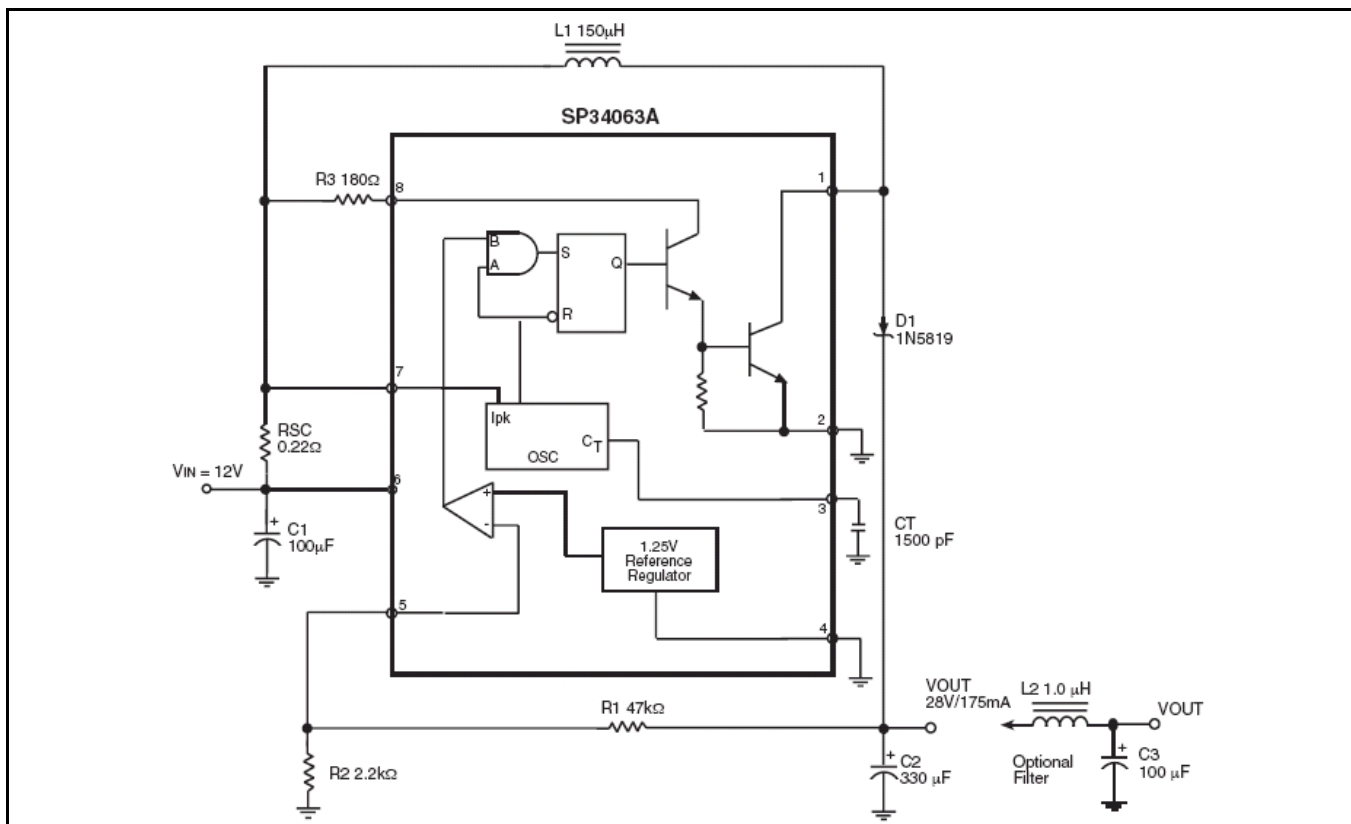 L1 150µH
SP34063A
R3 180Ω
8
1
B
A
S
Q
R
D1
1N5819
7
Ipk
CT
OSC
2
RSC
0.22Ω
VIN = 12V
6
+
-
3
CT
1500 pF
+
C1
100µF
1.25V
Reference
Regulator
5
4
VOUT
28V/175mA
L2 1.0 µH
VOUT
R1 47kΩ
R2 2.2kΩ
+
C2
330 µF
Optional
Filter
+
C3
100 µF